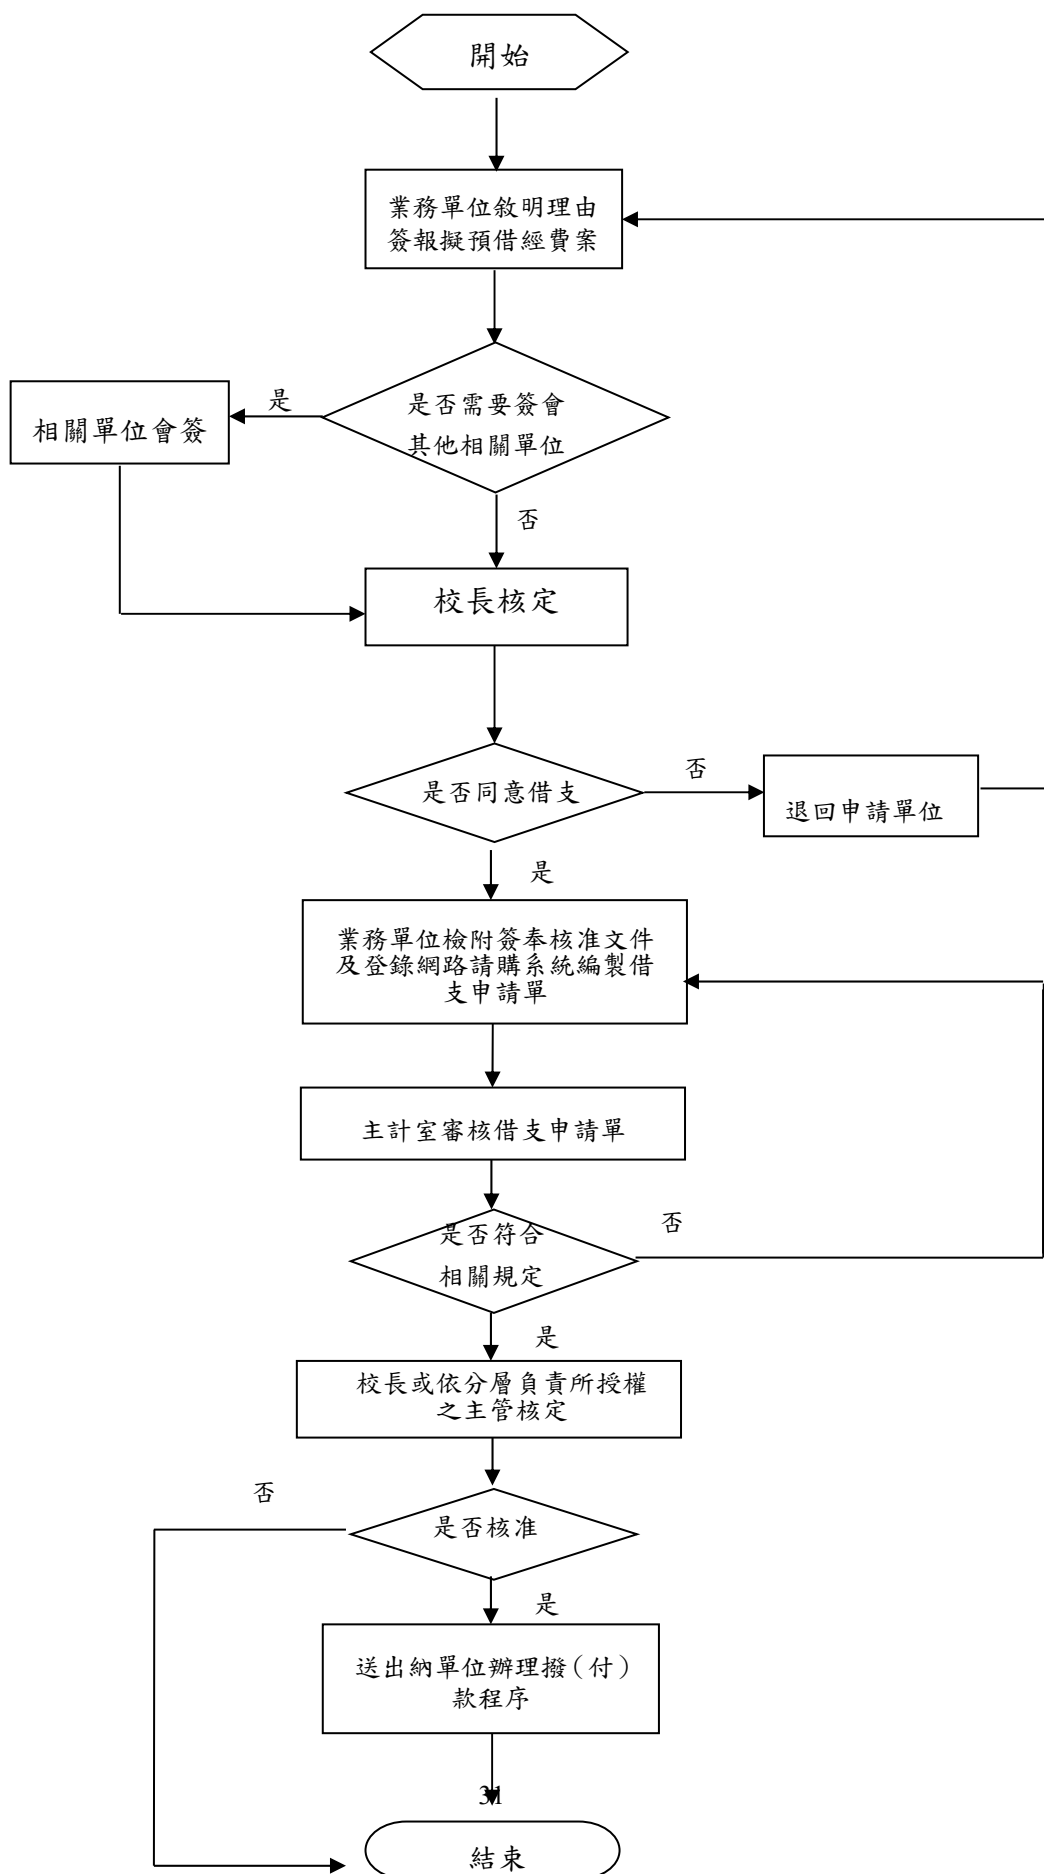 開始
業務單位敘明理由
簽報擬預借經費案
是否需要簽會
其他相關單位
是
相關單位會簽
否
校長核定
是否同意借支
否
退回申請單位
是
業務單位檢附簽奉核准文件
及登錄網路請購系統編製借
支申請單
主計室審核借支申請單
是否符合
相關規定
否
是
校長或依分層負責所授權
之主管核定
否
是否核准
是
送出納單位辦理撥(付)
款程序
31
結束